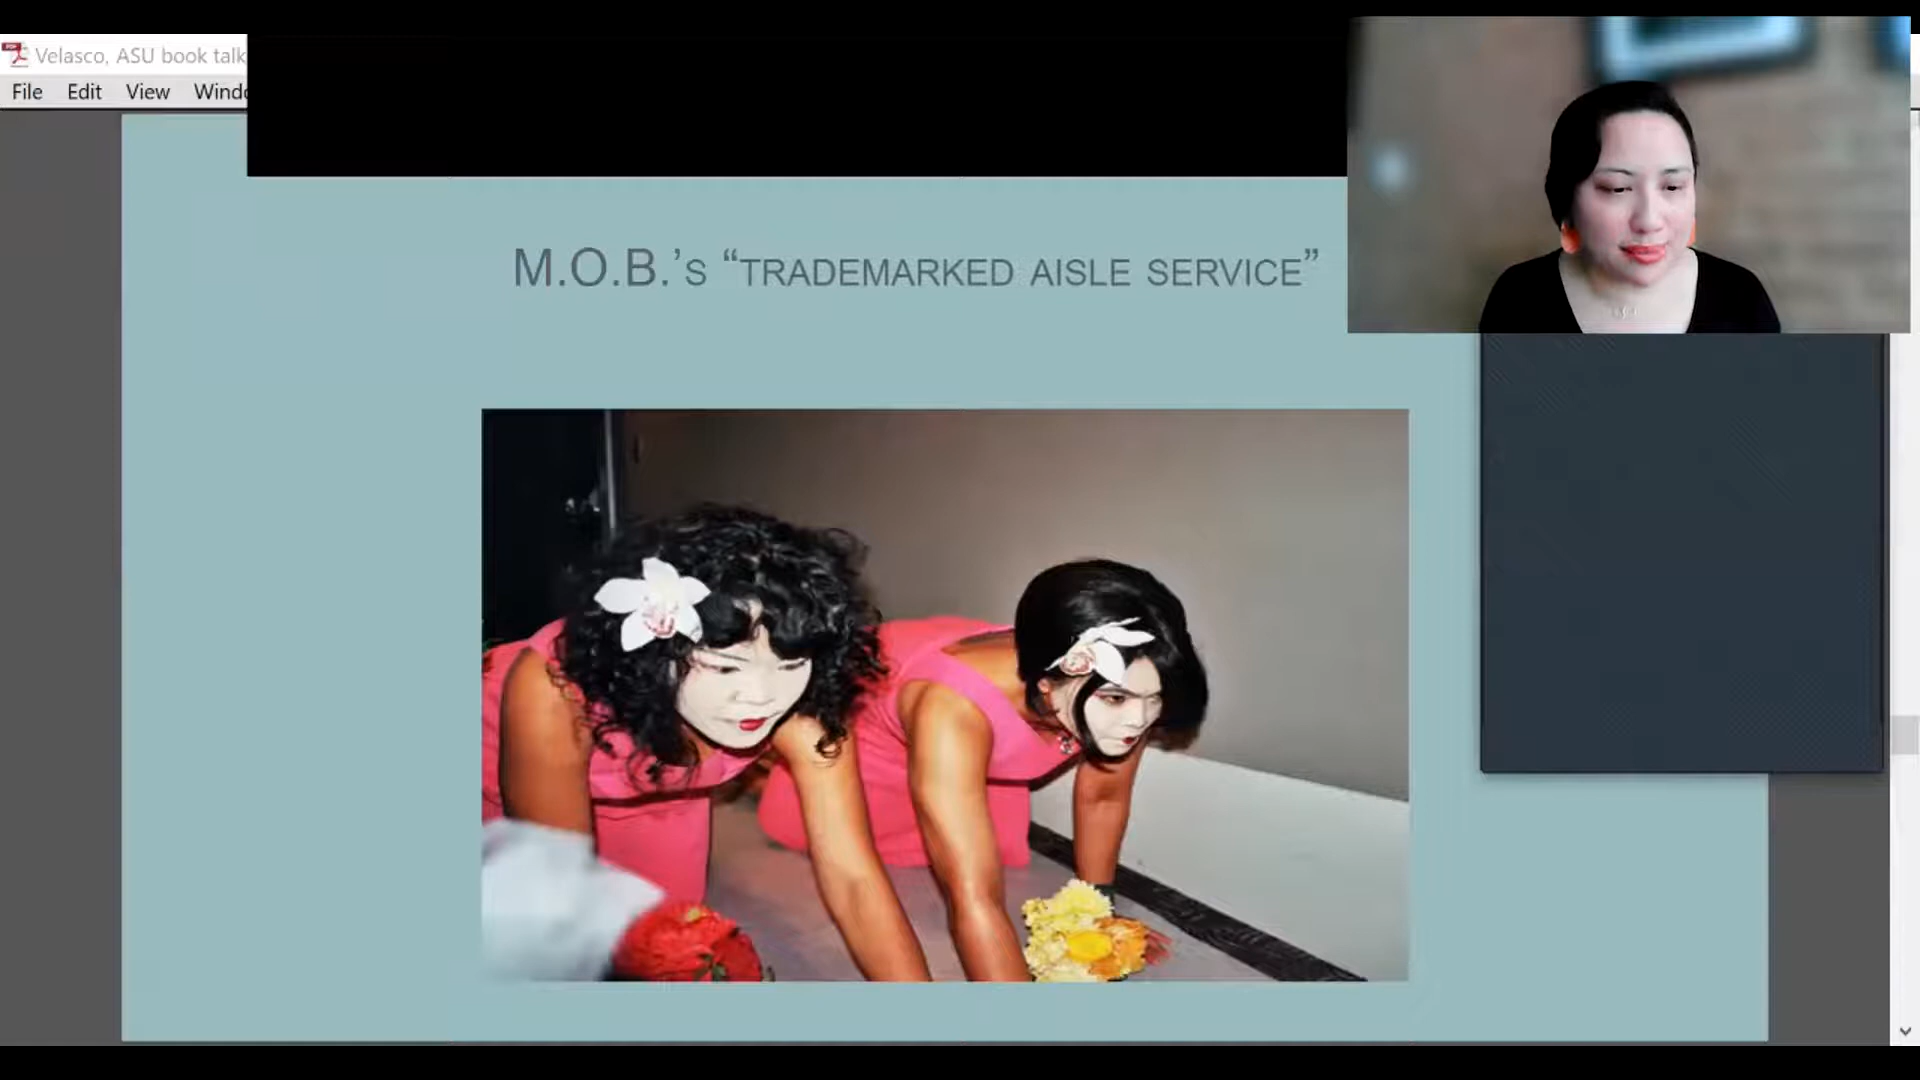 Velasco, ASU book talk
File Edit View
M.O.B.'s “TRADEMARKED AISLE SERVICE”